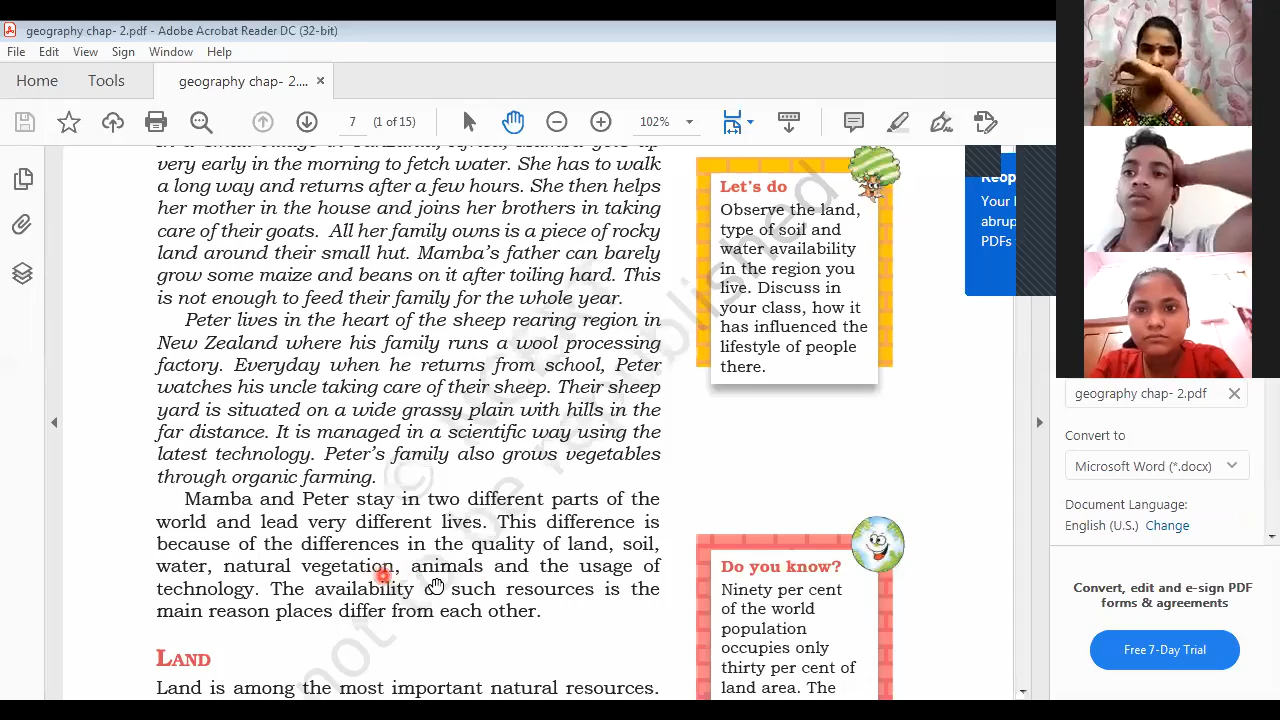 geography chap- 2.pdf - Adobe Acrobat Reader DC (32-bit)
File Edit View Sign Window Help
Home Tools geography chap- 2.... ×
7 (1 of 15) 102%
very early in the morning to fetch water. She has to walk
a long way and returns after a few hours. She then helps
her mother in the house and joins her brothers in taking
care of their goats. All her family owns is a piece of rocky
land around their small hut. Mamba's father can barely
grow some maize and beans on it after toiling hard. This
is not enough to feed their family for the whole year.
Peter lives in the heart of the sheep rearing region in
New Zealand where his family runs a wool processing
factory. Everyday when he returns from school, Peter
watches his uncle taking care of their sheep. Their sheep
yard is situated on a wide grassy plain with hills in the
far distance. It is managed in a scientific way using the
latest technology. Peter's family also grows vegetables
through organic farming.
Mamba and Peter stay in two different parts of the
world and lead very different lives. This difference is
because of the differences in the quality of land, soil,
water, natural vegetation, animals and the usage of
technology. The availability of such resources is the
main reason places differ from each other.
LAND
Land is among the most important natural resources.
Let's do
Observe the land,
type of soil and
water availability
in the region you
live. Discuss in
your class, how it
has influenced the
lifestyle of people
there.
Do you know?
Ninety per cent
of the world
population
occupies only
thirty per cent of
land area. The
© NCERT
not to be republished
Reop
Your l
abrup
PDFs
geography chap- 2.pdf
Convert to
Microsoft Word (*.docx)
Document Language:
English (U.S.) Change
Convert, edit and e-sign PDF
forms & agreements
Free 7-Day Trial